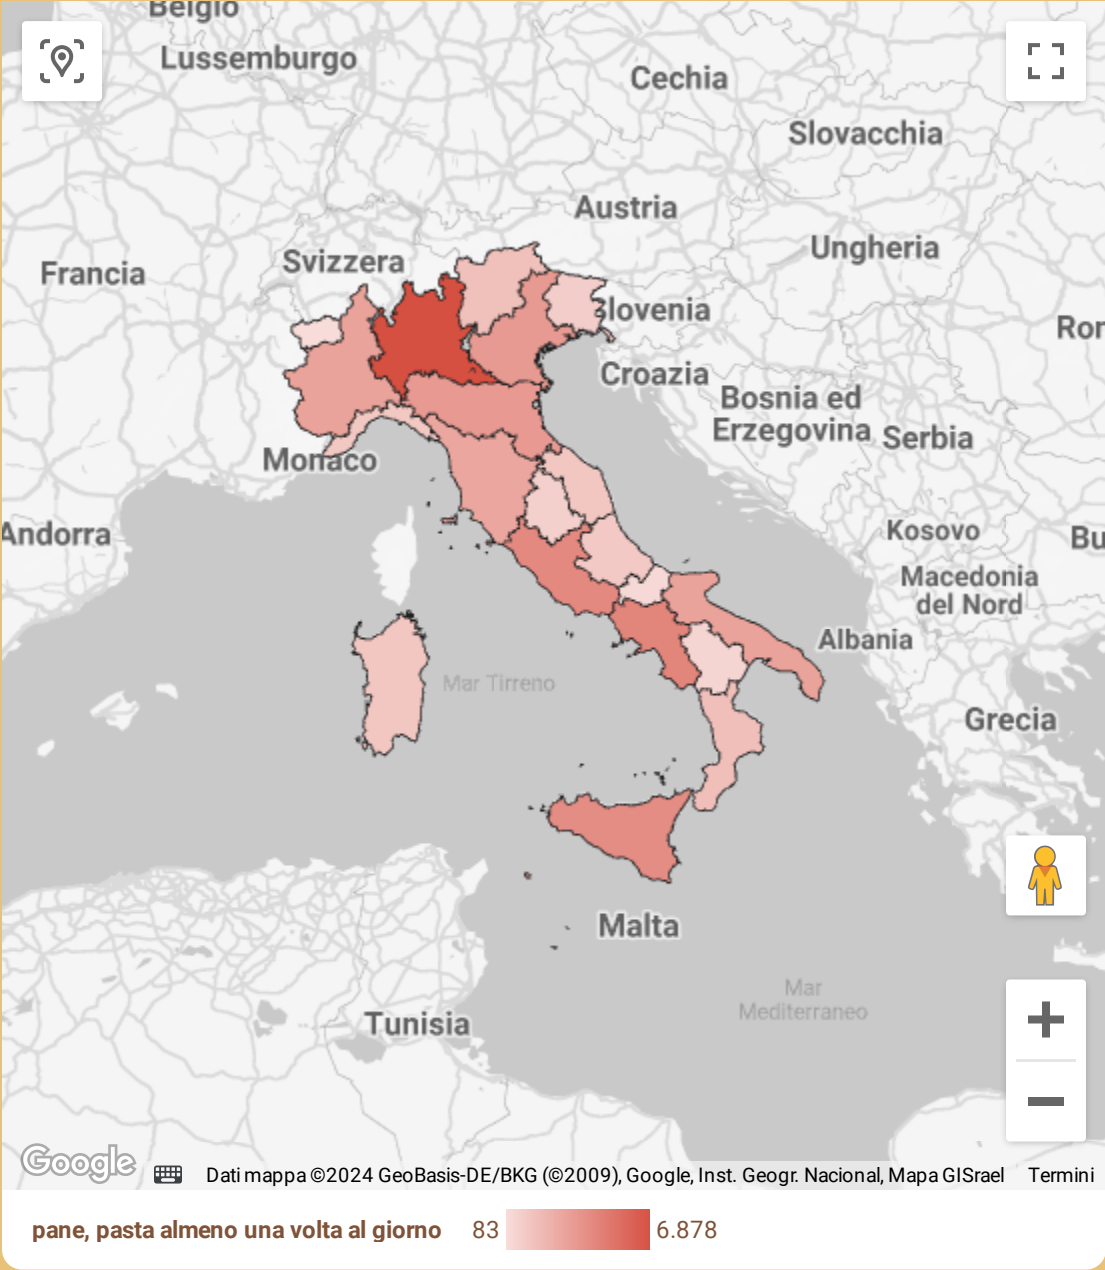 Belgio
Lussemburgo
Cechia
Slovacchia
Austria
Ungheria
Svizzera
Francia
Slovenia
Ror
Croazia
Bosnia ed
Erzegovina
Serbia
Monaco
Andorra
Kosovo
Bu
Macedonia
del Nord
Albania
Mar Tirreno
Grecia
Malta
Mar
Mediterraneo
Tunisia
Google
Dati mappa ©2024 GeoBasis-DE/BKG (©2009), Google, Inst. Geogr. Nacional, Mapa GISrael Termini
pane, pasta almeno una volta al giorno 83 6.878